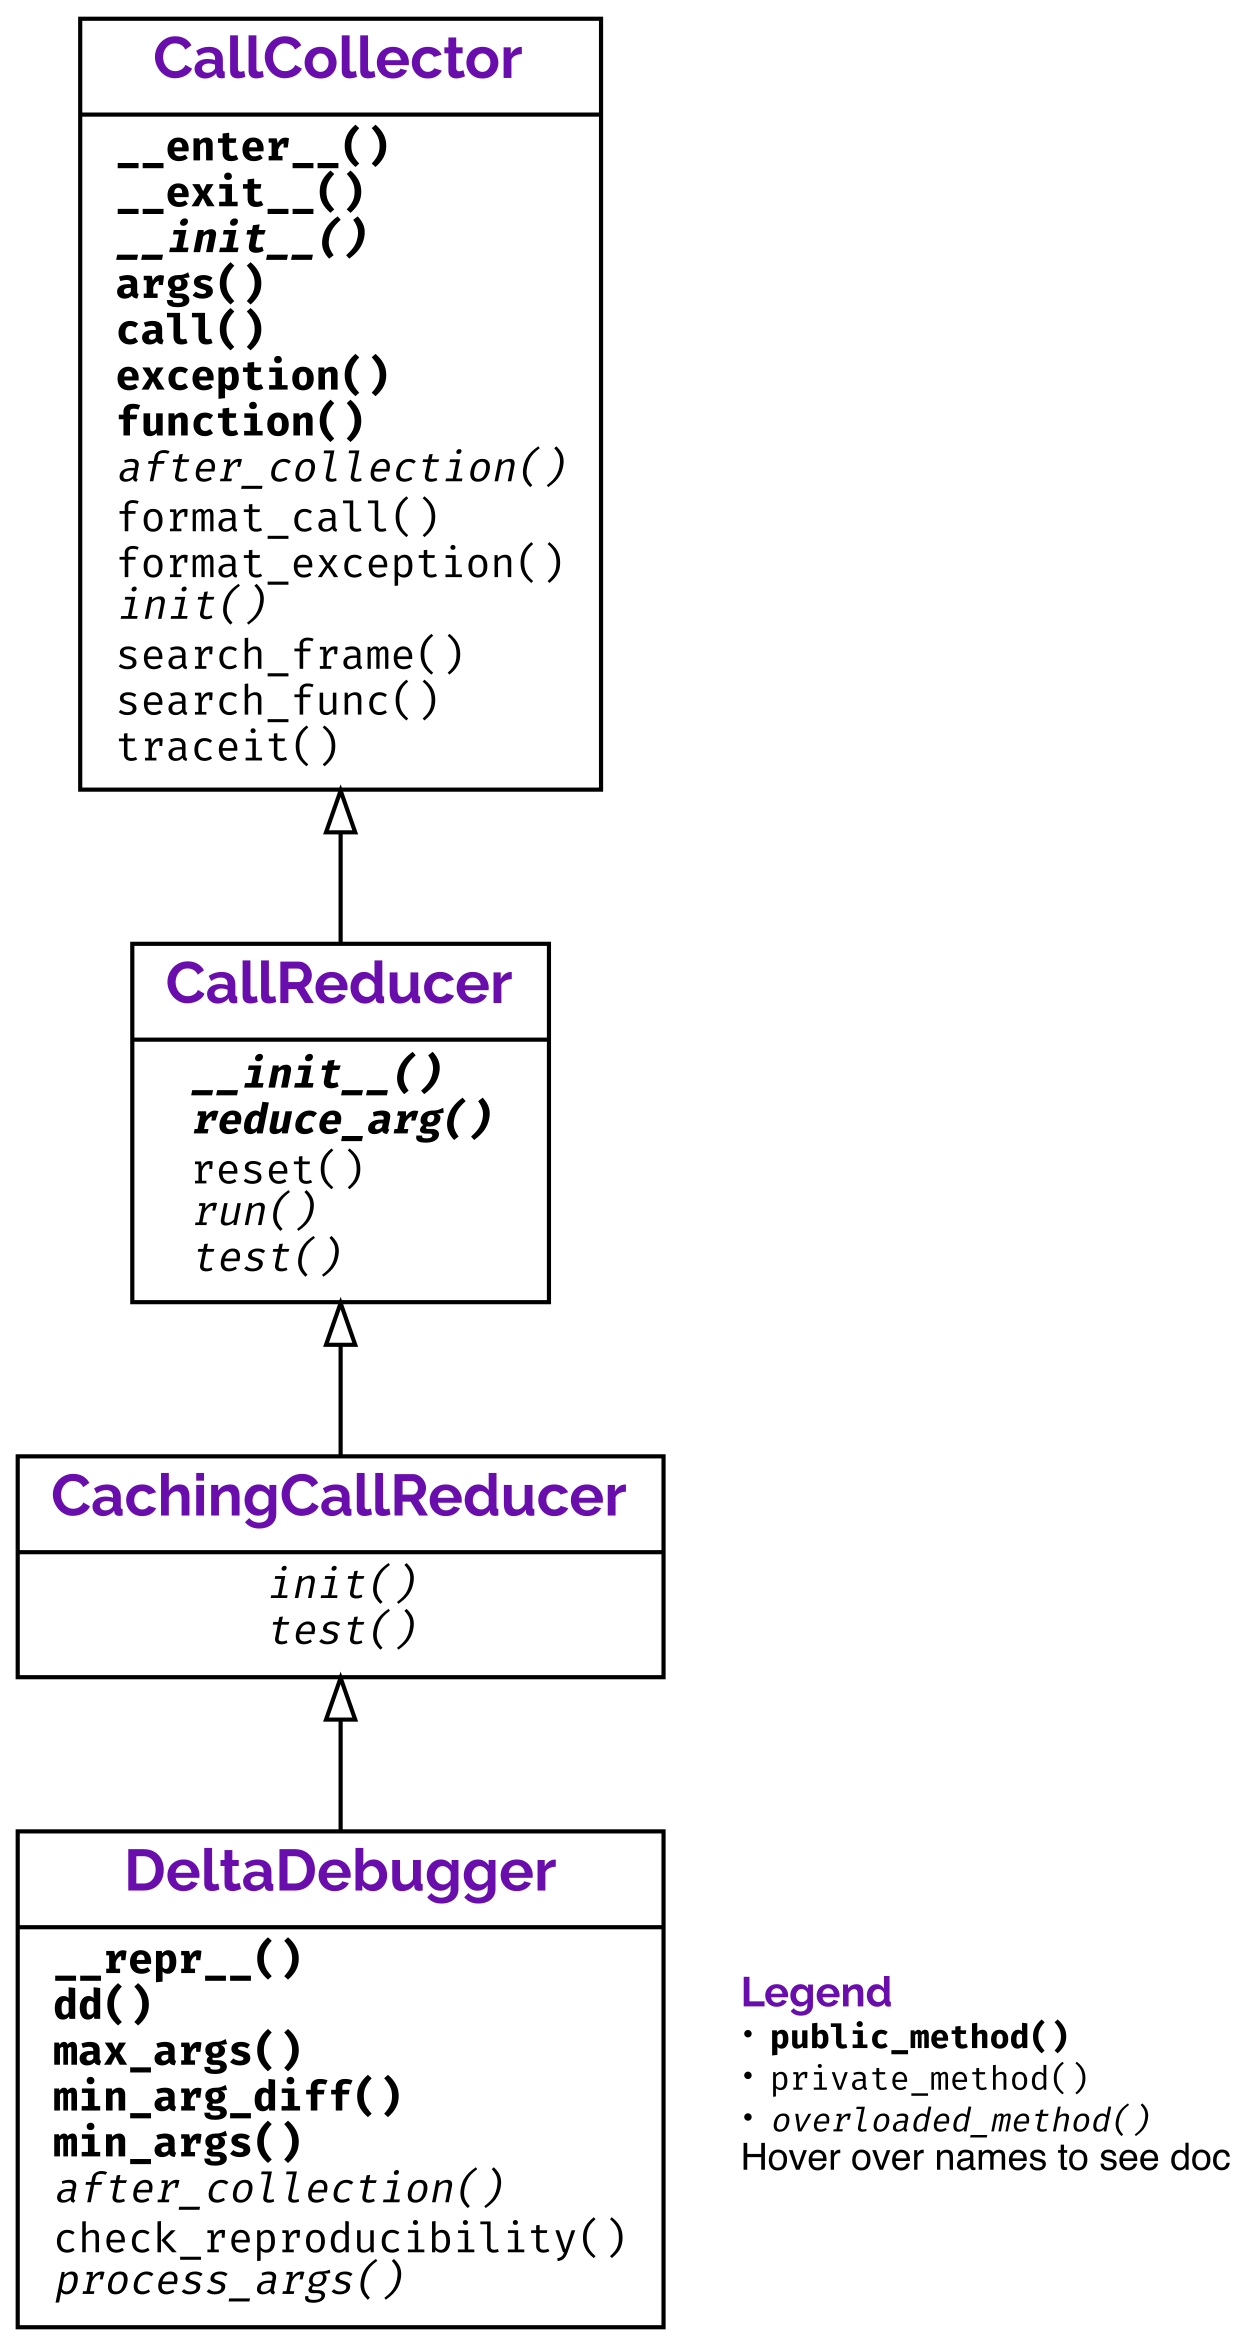 CallCollector
__enter__()
__exit__()
__init__()
args()
call()
exception()
function()
after_collection()
format_call()
format_exception()
init()
search_frame()
search_func()
traceit()
CallReducer
__init__()
reduce_arg()
reset()
run()
test()
CachingCallReducer
init()
test()
DeltaDebugger
__repr__()
dd()
max_args()
min_arg_diff()
min_args()
after_collection()
check_reproducibility()
process_args()
Legend
• public_method()
• private_method()
• overloaded_method()
Hover over names to see doc